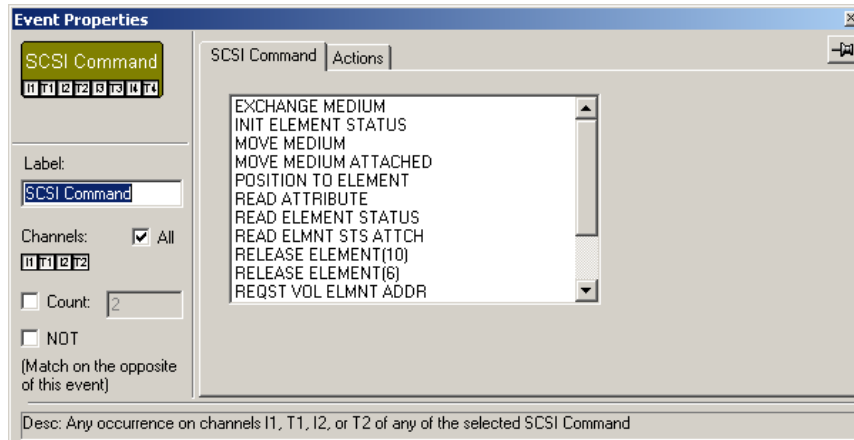 Event Properties
SCSI Command
I1 T1 I2 T2 I3 T3 I4 T4
Label:
SCSI Command
Channels: All
I1 T1 I2 T2
Count: 2
NOT
(Match on the opposite
of this event)
SCSI Command Actions
EXCHANGE MEDIUM
INIT ELEMENT STATUS
MOVE MEDIUM
MOVE MEDIUM ATTACHED
POSITION TO ELEMENT
READ ATTRIBUTE
READ ELEMENT STATUS
READ ELMNT STS ATTCH
RELEASE ELEMENT(10)
RELEASE ELEMENT(6)
REQST VOL ELMNT ADDR
Desc: Any occurrence on channels I1, T1, I2, or T2 of any of the selected SCSI Command